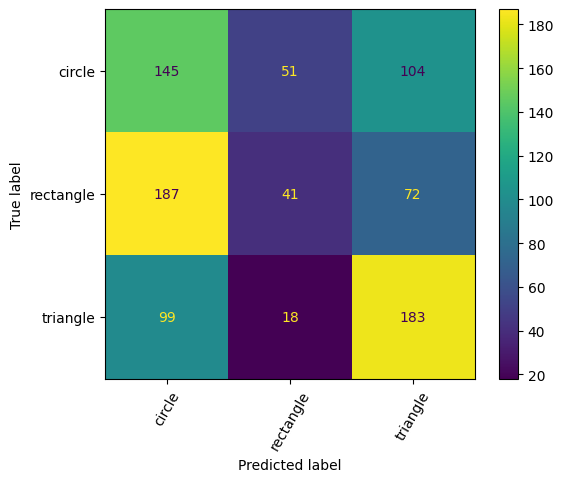 circle 145 51 104
rectangle 187 41 72
triangle 99 18 183
circle rectangle triangle
True label
Predicted label
180
160
140
120
100
80
60
40
20